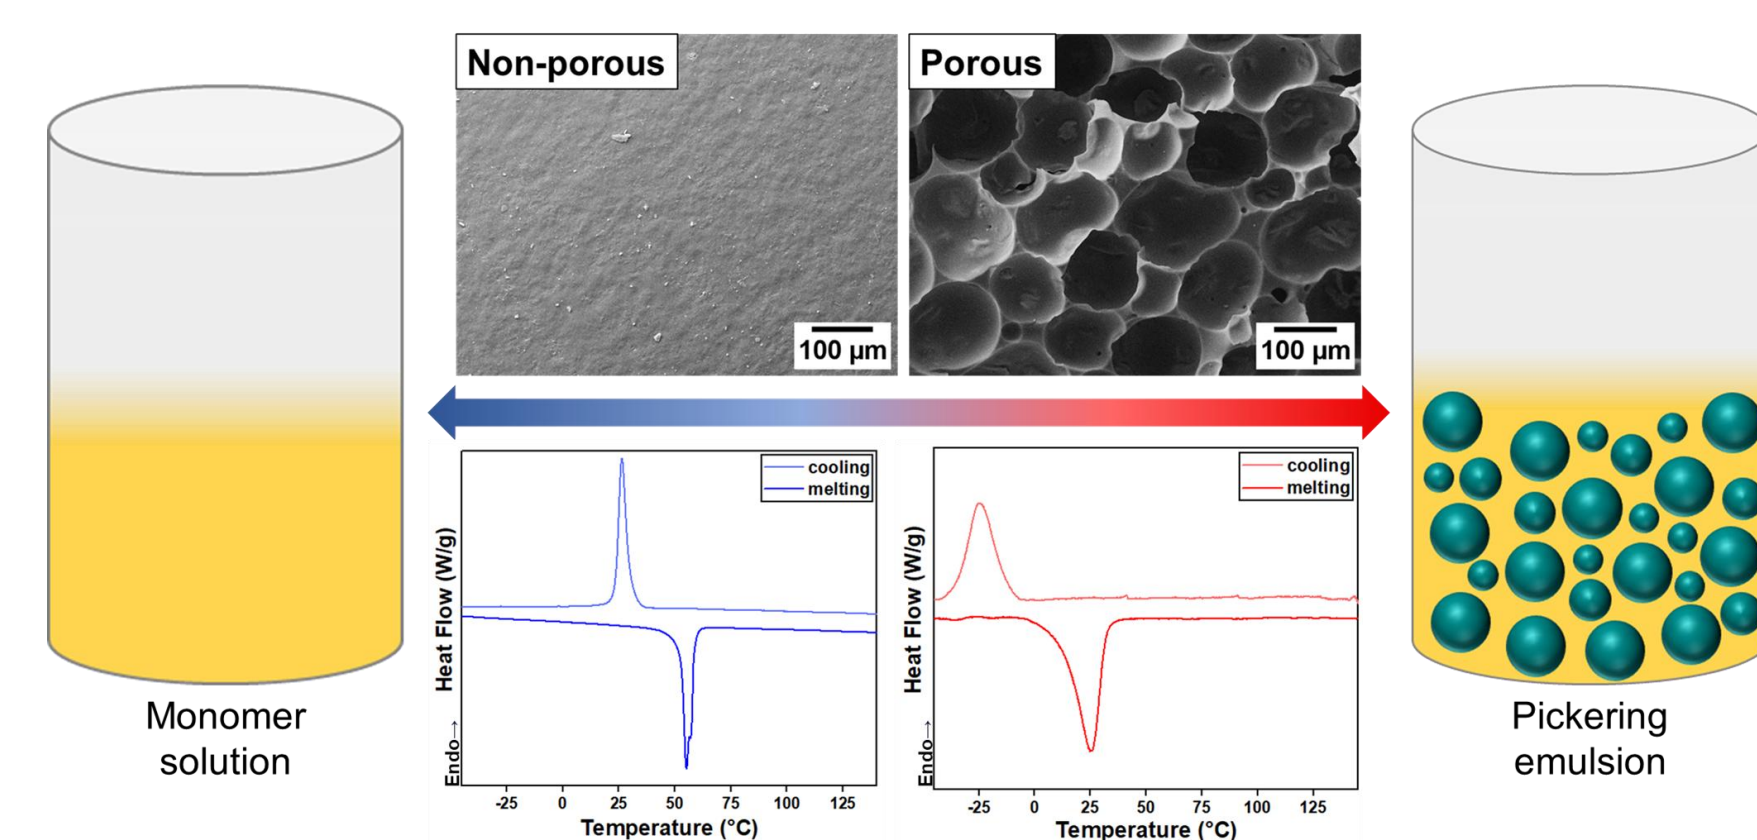 Non-porous
Porous
100 µm
100 µm
Monomer
solution
Pickering
emulsion
cooling
melting
Heat Flow (W/g)
Endo→
-25 0 25 50 75 100 125
Temperature (°C)
cooling
melting
Heat Flow (W/g)
Endo→
-25 0 25 50 75 100 125
Temperature (°C)